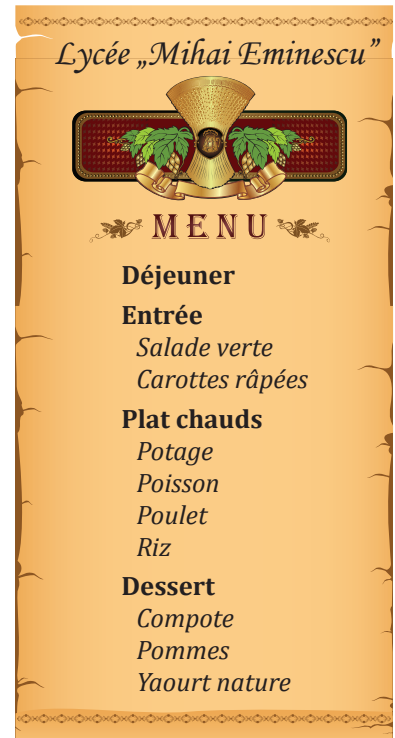 Lycée „Mihai Eminescu”
MENU
Déjeuner
Entrée
Salade verte
Carottes râpées
Plat chauds
Potage
Poisson
Poulet
Riz
Dessert
Compote
Pommes
Yaourt nature